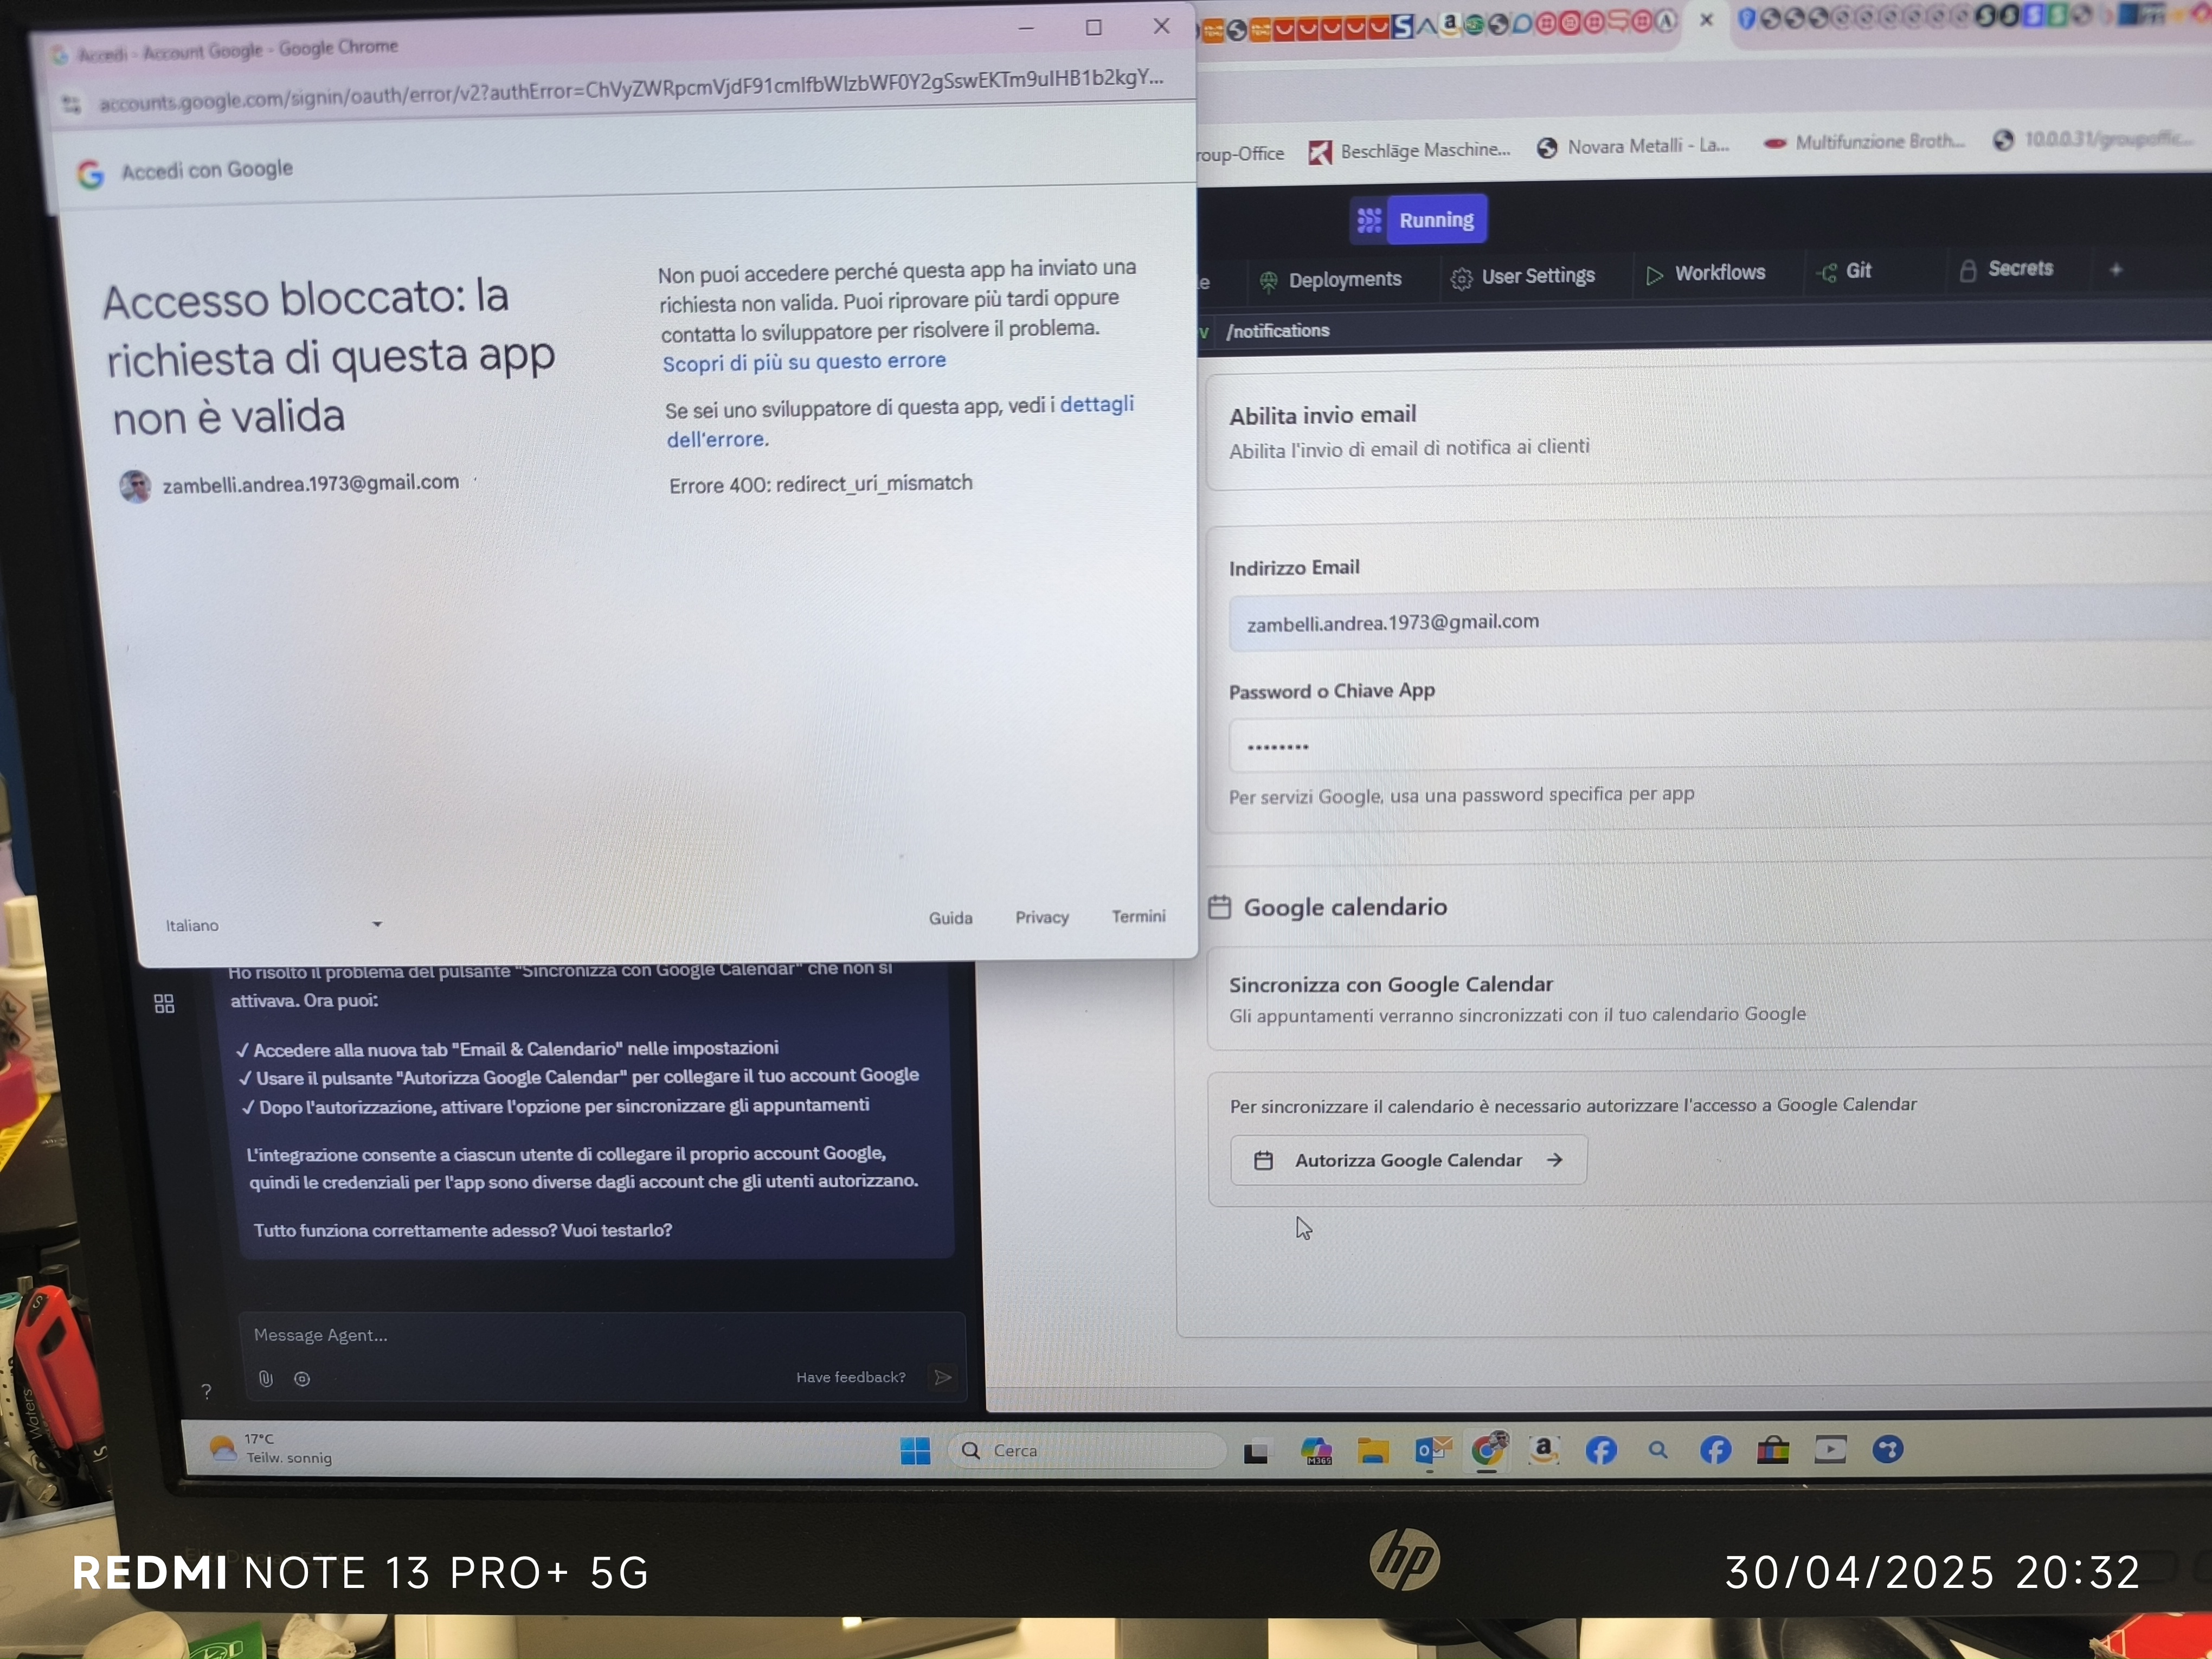 Accedi - Account Google - Google Chrome
accounts.google.com/signin/oauth/error/v2?authError=
Accedi con Google
Accesso bloccato: la
richiesta di questa app
non è valida
zambelli.andrea.1973@gmail.com
Non puoi accedere perché questa app ha inviato una
richiesta non valida. Puoi riprovare più tardi oppure
contatta lo sviluppatore per risolvere il problema.
Scopri di più su questo errore
Se sei uno sviluppatore di questa app, vedi i dettagli
dell'errore.
Errore 400: redirect_uri_mismatch
Italiano
Guida Privacy Termini
roup-Office Beschläge Maschine... Novara Metalli - La... Multifunzione Broth... 10.0.0.31/groupoffic...
Running
Deployments User Settings Workflows Git Secrets +
/notifications
Abilita invio email
Abilita l'invio di email di notifica ai clienti
Indirizzo Email
zambelli.andrea.1973@gmail.com
Password o Chiave App
••••••••
Per servizi Google, usa una password specifica per app
Google calendario
Sincronizza con Google Calendar
Gli appuntamenti verranno sincronizzati con il tuo calendario Google
Per sincronizzare il calendario è necessario autorizzare l'accesso a Google Calendar
Autorizza Google Calendar →
Ho risolto il problema del pulsante "Sincronizza con Google Calendar" che non si
attivava. Ora puoi:
✓ Accedere alla nuova tab "Email & Calendario" nelle impostazioni
✓ Usare il pulsante "Autorizza Google Calendar" per collegare il tuo account Google
✓ Dopo l'autorizzazione, attivare l'opzione per sincronizzare gli appuntamenti
L'integrazione consente a ciascun utente di collegare il proprio account Google,
quindi le credenziali per l'app sono diverse dagli account che gli utenti autorizzano.
Tutto funziona correttamente adesso? Vuoi testarlo?
Message Agent...
Have feedback?
?
17°C
Teilw. sonnig
Cerca
M365
hp
REDMI NOTE 13 PRO+ 5G
30/04/2025 20:32